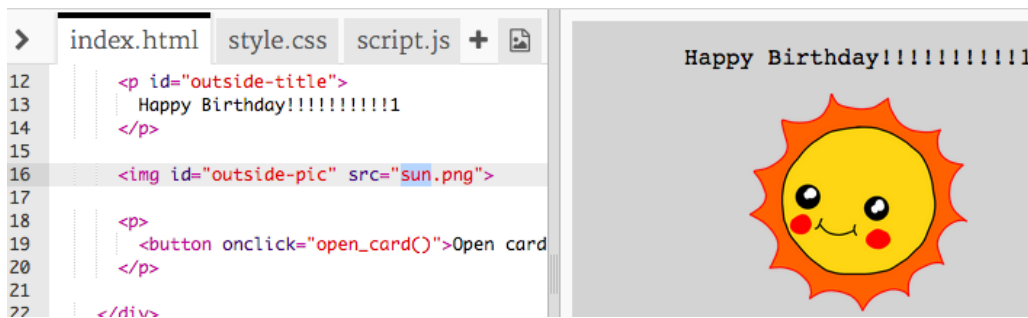 > index.html style.css script.js +
12 <p id="outside-title">
13 Happy Birthday!!!!!!!!!!1
14 </p>
15
16 <img id="outside-pic" src="sun.png">
17
18 <p>
19 <button onclick="open_card()">Open card
20 </p>
21
22 </div>
Happy Birthday!!!!!!!!!!1